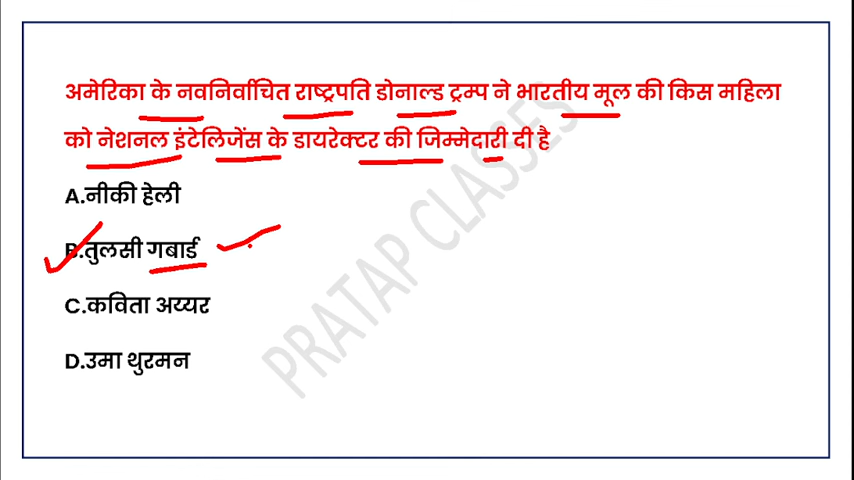 अमेरिका के नवनिर्वाचित राष्ट्रपति डोनाल्ड ट्रम्प ने भारतीय मूल की किस महिला
को नेशनल इंटेलिजेंस के डायरेक्टर की जिम्मेदारी दी है
A.नीकी हेली
B.तुलसी गबार्ड
C.कविता अय्यर
D.उमा थुरमन
PRATAP CLASSES